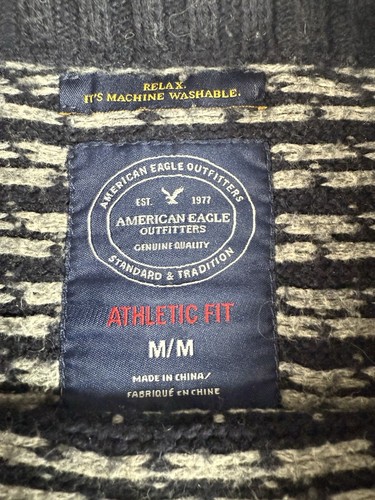 RELAX.
IT'S MACHINE WASHABLE.
AMERICAN EAGLE OUTFITTERS
EST. 1977
AMERICAN EAGLE
OUTFITTERS
GENUINE QUALITY
STANDARD & TRADITION
ATHLETIC FIT
M/M
MADE IN CHINA/
FABRIQUÉ EN CHINE